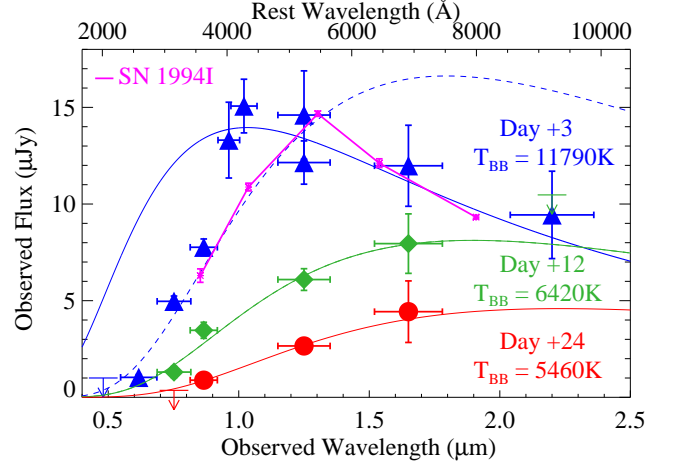 Rest Wavelength (Å)
2000 4000 6000 8000 10000
SN 1994I
15
10
5
0
Observed Flux (μJy)
Day +3
T_BB = 11790K
Day +12
T_BB = 6420K
Day +24
T_BB = 5460K
0.5 1.0 1.5 2.0 2.5
Observed Wavelength (μm)